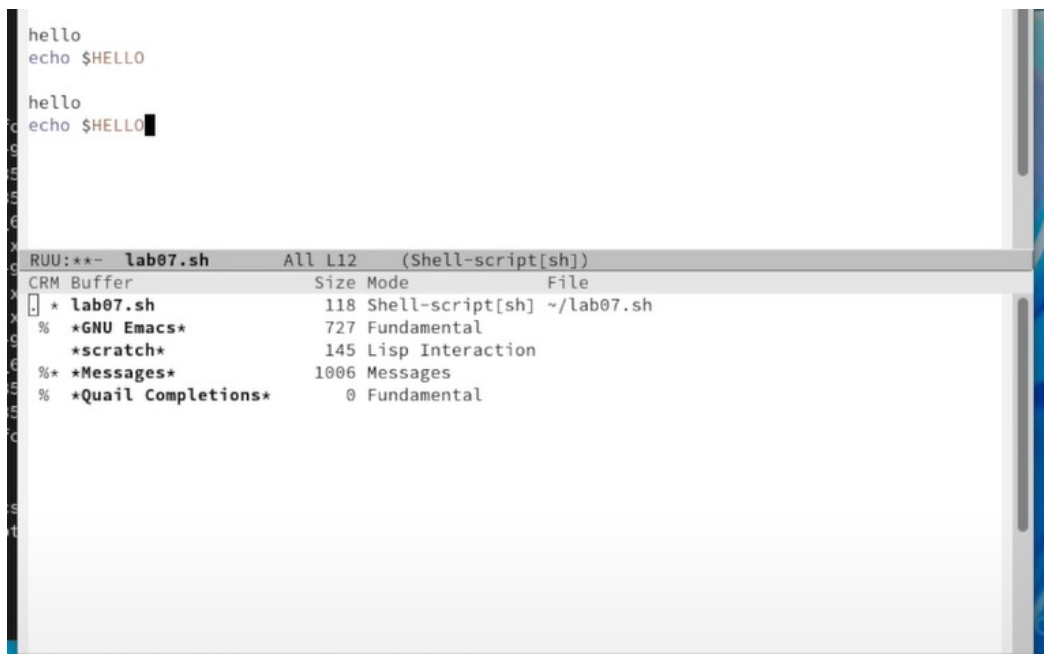 hello
echo $HELLO
hello
echo $HELLO
RUU:**-  lab07.sh       All L12    (Shell-script[sh])
CRM Buffer                Size Mode             File
. * lab07.sh               118 Shell-script[sh] ~/lab07.sh
%  *GNU Emacs*            727 Fundamental
*scratch*              145 Lisp Interaction
%* *Messages*            1006 Messages
%  *Quail Completions*      0 Fundamental